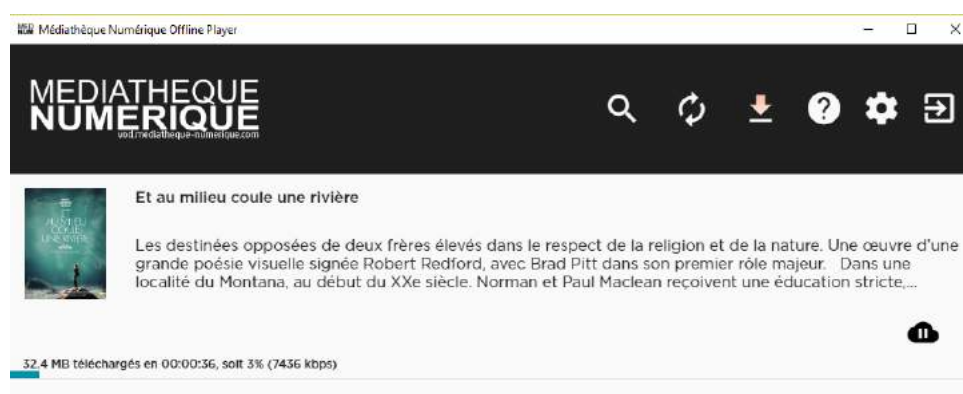 MED NUM Médiathèque Numérique Offline Player
MEDIATHEQUE
NUMERIQUE
vod.mediatheque-numerique.com
Et au milieu coule une rivière
Les destinées opposées de deux frères élevés dans le respect de la religion et de la nature. Une œuvre d'une
grande poésie visuelle signée Robert Redford, avec Brad Pitt dans son premier rôle majeur. Dans une
localité du Montana, au début du XXe siècle. Norman et Paul Maclean reçoivent une éducation stricte,...
32.4 MB téléchargés en 00:00:36, soit 3% (7436 kbps)